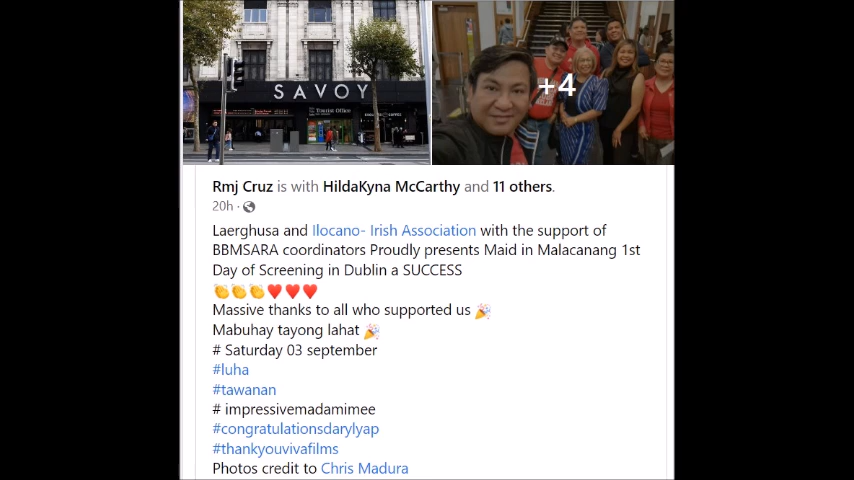 SAVOY
Tourist Office
+4
Rmj Cruz is with HildaKyna McCarthy and 11 others.
20h ·
Laerghusa and Ilocano- Irish Association with the support of
BBMSARA coordinators Proudly presents Maid in Malacanang 1st
Day of Screening in Dublin a SUCCESS
👏👏👏❤️❤️❤️
Massive thanks to all who supported us 🎉
Mabuhay tayong lahat 🎉
# Saturday 03 september
#luha
#tawanan
# impressivemadamimee
#congratulationsdarylyap
#thankyouvivafilms
Photos credit to Chris Madura